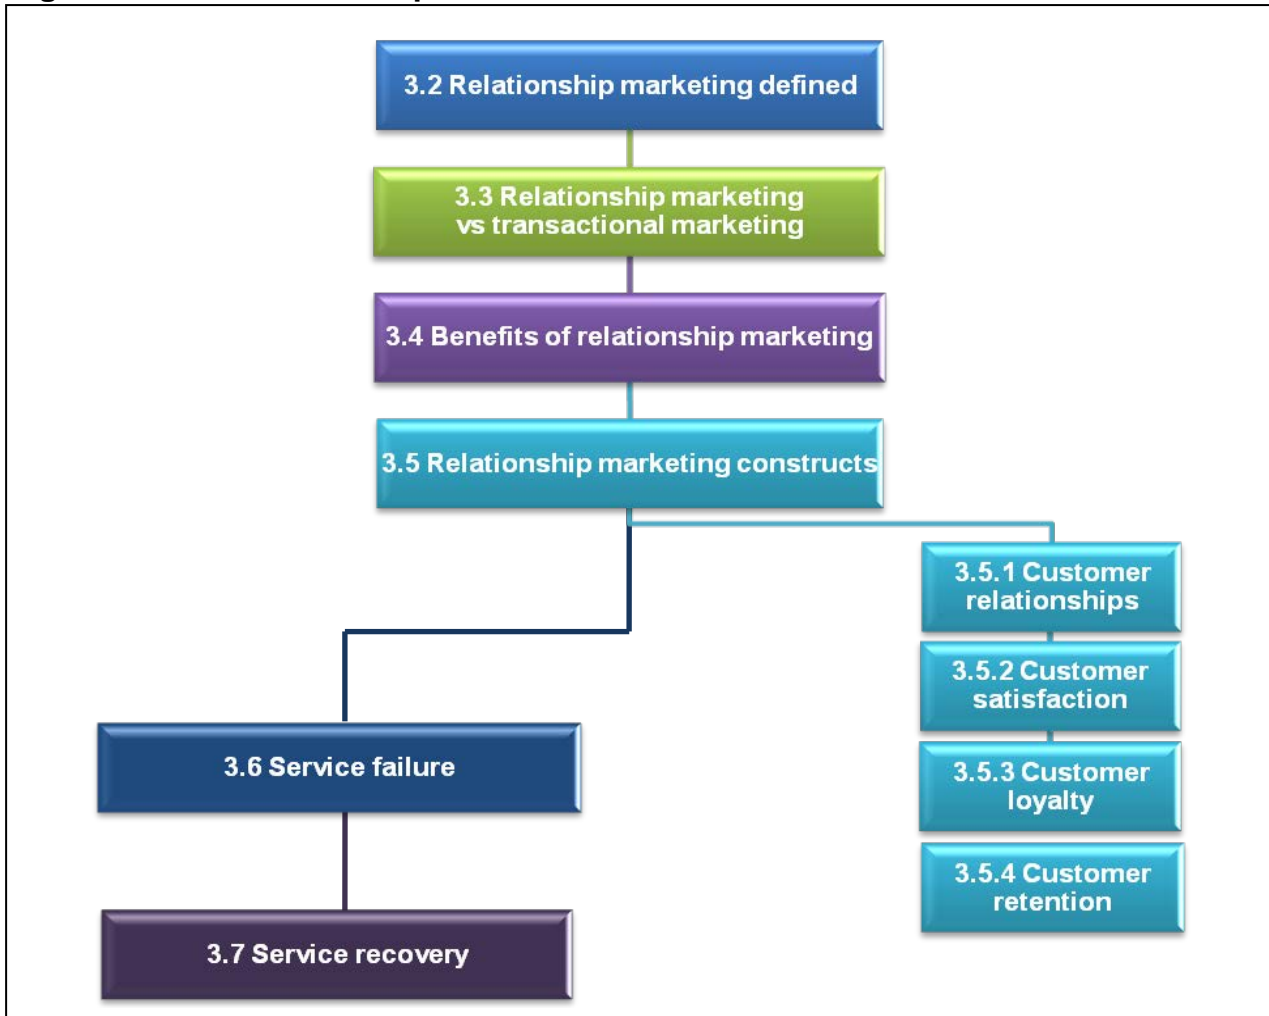 3.2 Relationship marketing defined
3.3 Relationship marketing
vs transactional marketing
3.4 Benefits of relationship marketing
3.5 Relationship marketing constructs
3.5.1 Customer
relationships
3.5.2 Customer
satisfaction
3.5.3 Customer
loyalty
3.5.4 Customer
retention
3.6 Service failure
3.7 Service recovery